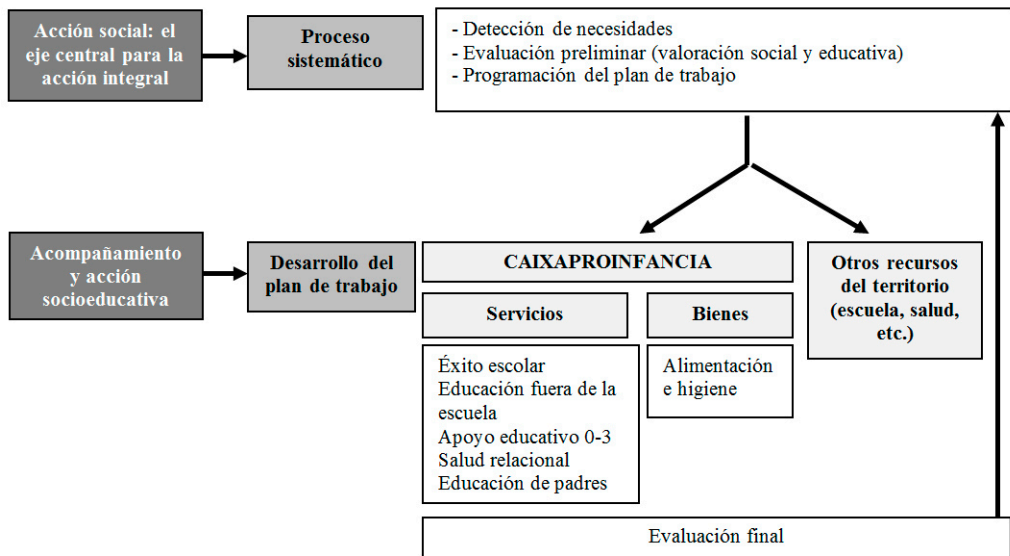 Acción social: el
eje central para la
acción integral
Proceso
sistemático
- Detección de necesidades
- Evaluación preliminar (valoración social y educativa)
- Programación del plan de trabajo
Acompañamiento
y acción
socioeducativa
Desarrollo del
plan de trabajo
CAIXAPROINFANCIA
Servicios
Éxito escolar
Educación fuera de la
escuela
Apoyo educativo 0-3
Salud relacional
Educación de padres
Bienes
Alimentación
e higiene
Otros recursos
del territorio
(escuela, salud,
etc.)
Evaluación final